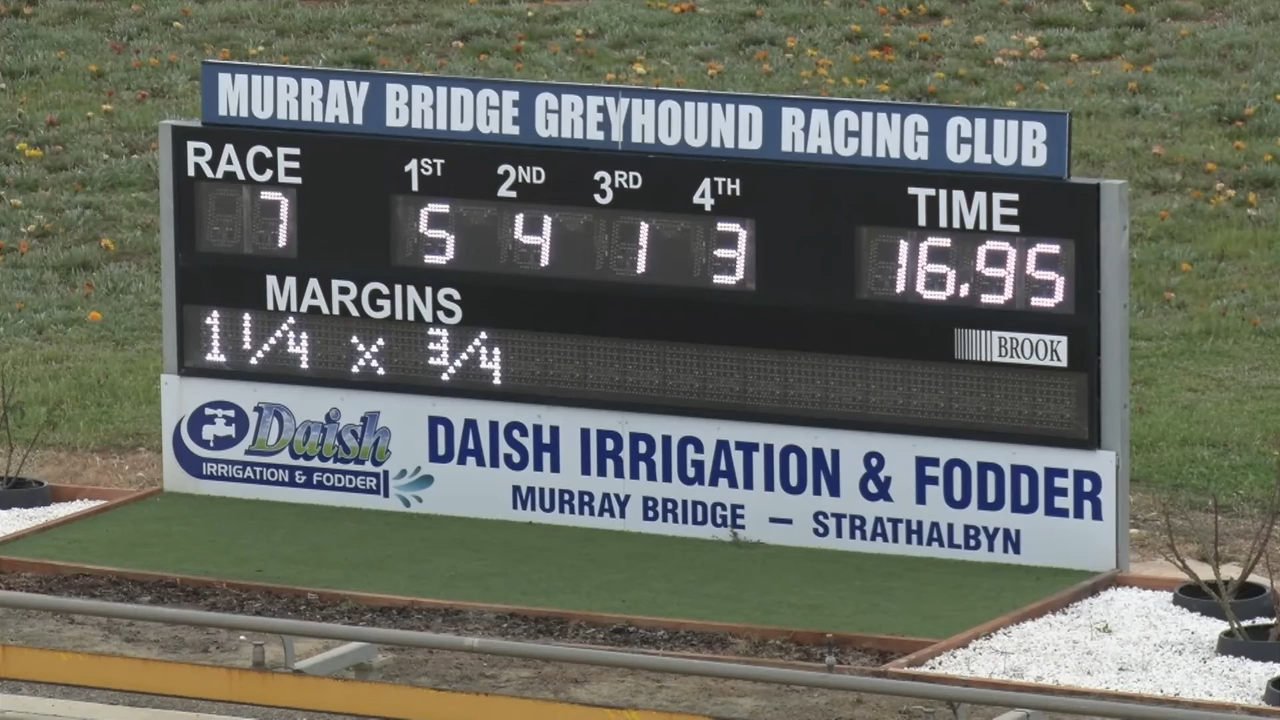 MURRAY BRIDGE GREYHOUND RACING CLUB
RACE 1ST 2ND 3RD 4TH TIME
7 5 4 1 3 16.95
MARGINS
1 1/4 x 3/4
BROOK
Daish
IRRIGATION & FODDER
DAISH IRRIGATION & FODDER
MURRAY BRIDGE — STRATHALBYN